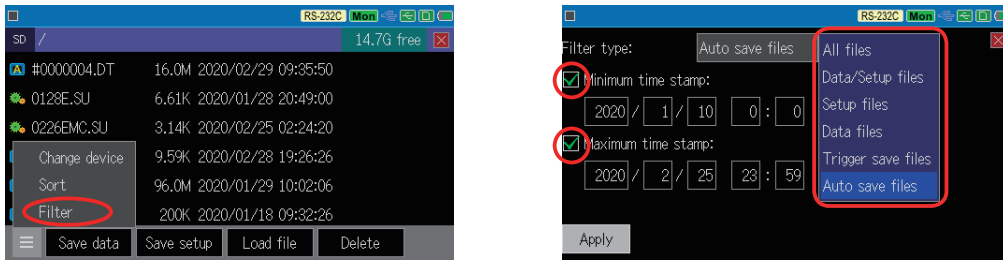 RS-232C Mon
SD / 14.7G free
A #0000004.DT 16.0M 2020/02/29 09:35:50
0128E.SU 6.61K 2020/01/28 20:49:00
0226EMC.SU 3.14K 2020/02/25 02:24:20
Change device 9.59K 2020/02/28 19:26:26
Sort 96.0M 2020/01/29 10:02:06
Filter 200K 2020/01/18 09:32:26
Save data Save setup Load file Delete
RS-232C Mon
Filter type: Auto save files
All files
Data/Setup files
Setup files
Data files
Trigger save files
Auto save files
Minimum time stamp:
2020 / 1 / 10 0 : 0
Maximum time stamp:
2020 / 2 / 25 23 : 59
Apply